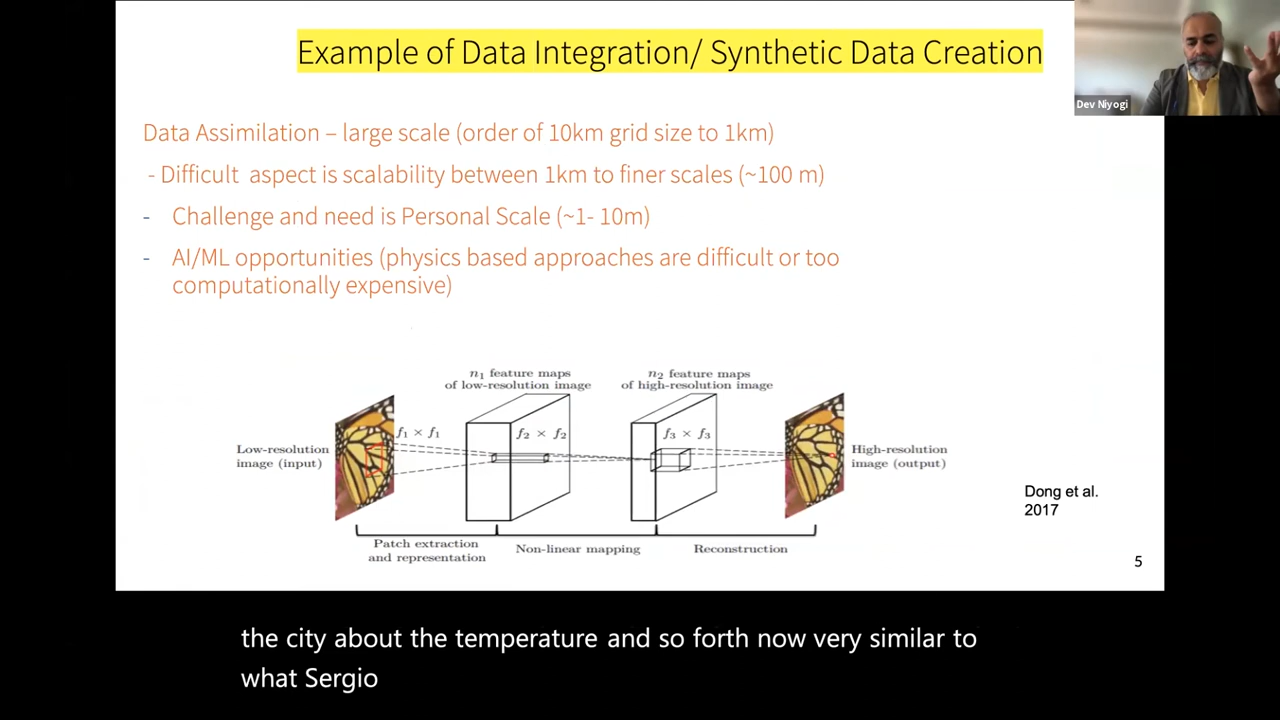 Example of Data Integration/ Synthetic Data Creation
Dev Niyogi
Data Assimilation – large scale (order of 10km grid size to 1km)
- Difficult aspect is scalability between 1km to finer scales (~100 m)
- Challenge and need is Personal Scale (~1- 10m)
- AI/ML opportunities (physics based approaches are difficult or too
computationally expensive)
n1 feature maps
of low-resolution image
n2 feature maps
of high-resolution image
f1 × f1
f2 × f2
f3 × f3
Low-resolution
image (input)
High-resolution
image (output)
Patch extraction
and representation
Non-linear mapping
Reconstruction
Dong et al.
2017
5
the city about the temperature and so forth now very similar to
what Sergio